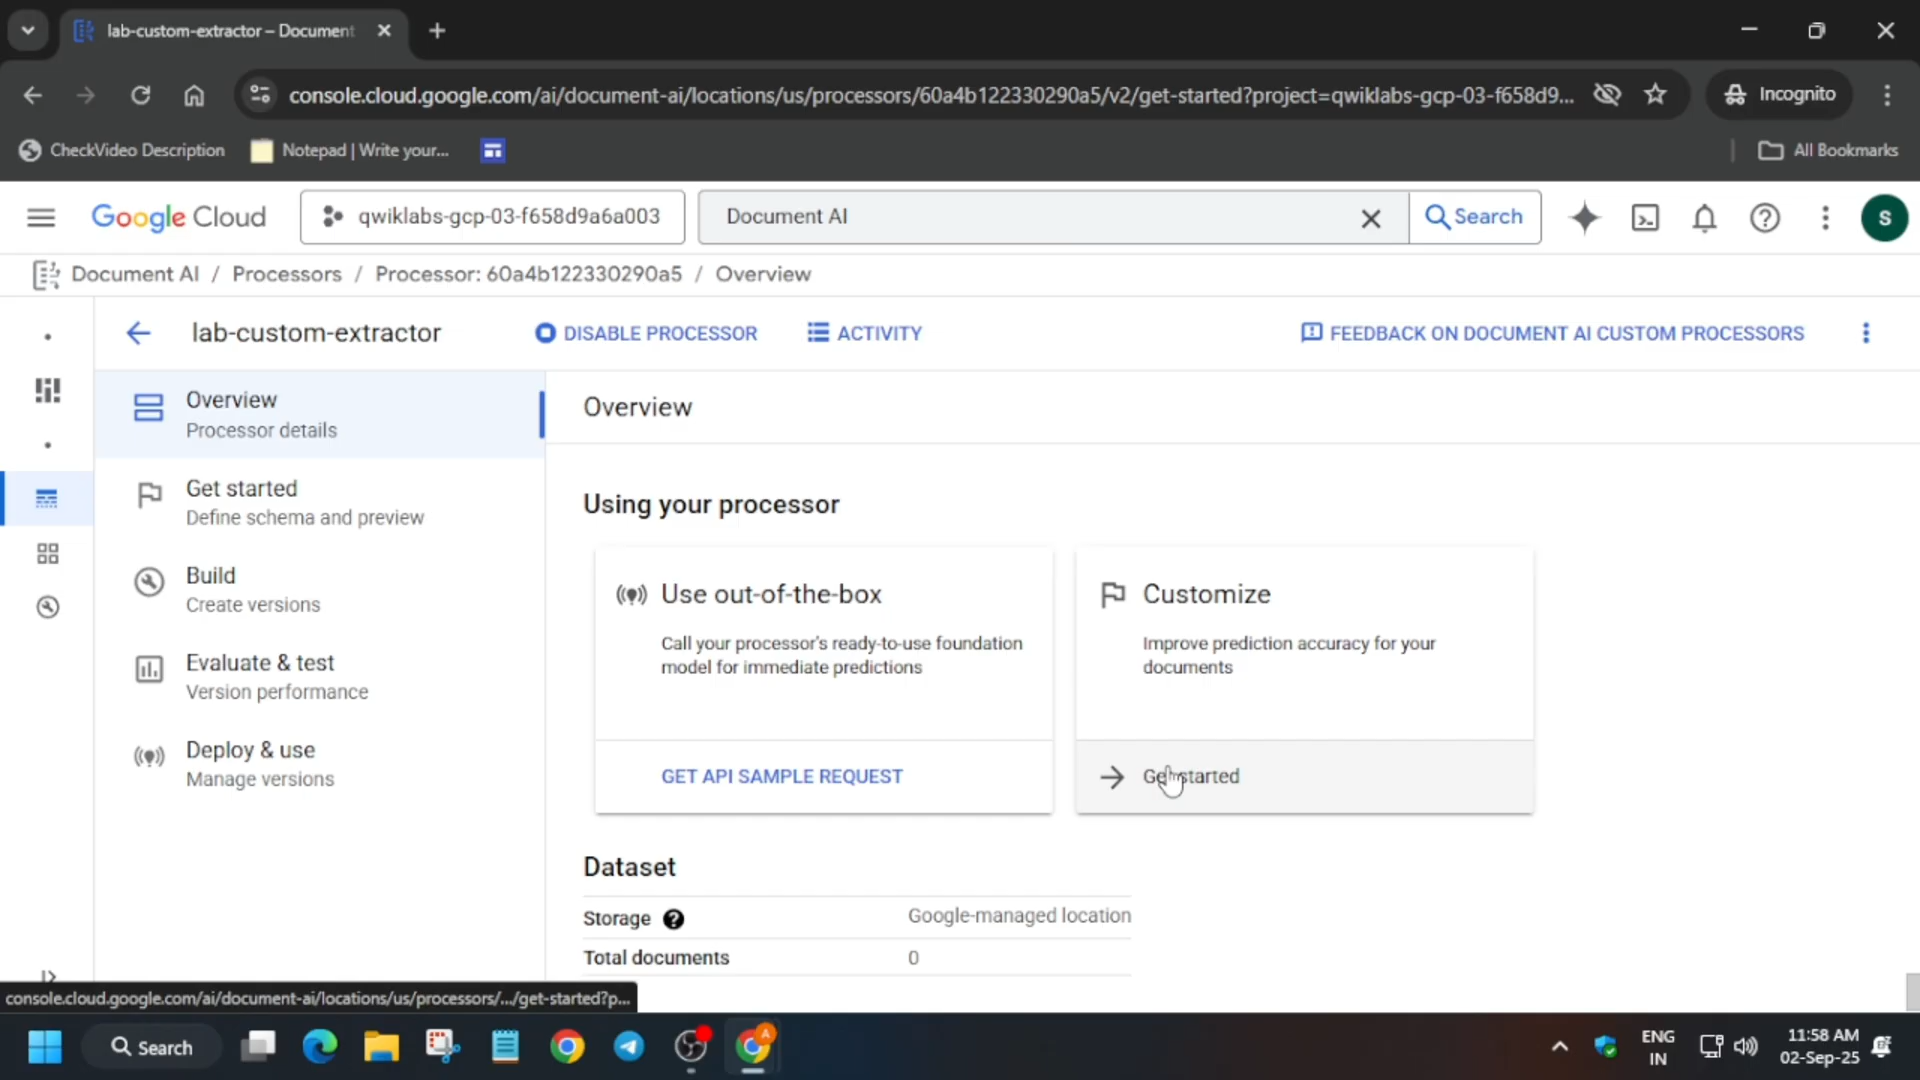 lab-custom-extractor – Document
console.cloud.google.com/ai/document-ai/locations/us/processors/60a4b122330290a5/v2/get-started?project=qwiklabs-gcp-03-f658d9...
Incognito
CheckVideo Description
Notepad | Write your...
All Bookmarks
Google Cloud
qwiklabs-gcp-03-f658d9a6a003
Document AI
Search
S
Document AI / Processors / Processor: 60a4b122330290a5 / Overview
lab-custom-extractor
DISABLE PROCESSOR
ACTIVITY
FEEDBACK ON DOCUMENT AI CUSTOM PROCESSORS
Overview
Processor details
Get started
Define schema and preview
Build
Create versions
Evaluate & test
Version performance
Deploy & use
Manage versions
Overview
Using your processor
Use out-of-the-box
Call your processor's ready-to-use foundation
model for immediate predictions
GET API SAMPLE REQUEST
Customize
Improve prediction accuracy for your
documents
Get started
Dataset
Storage
Google-managed location
Total documents
0
console.cloud.google.com/ai/document-ai/locations/us/processors/.../get-started?p...
Search
ENG
IN
11:58 AM
02-Sep-25